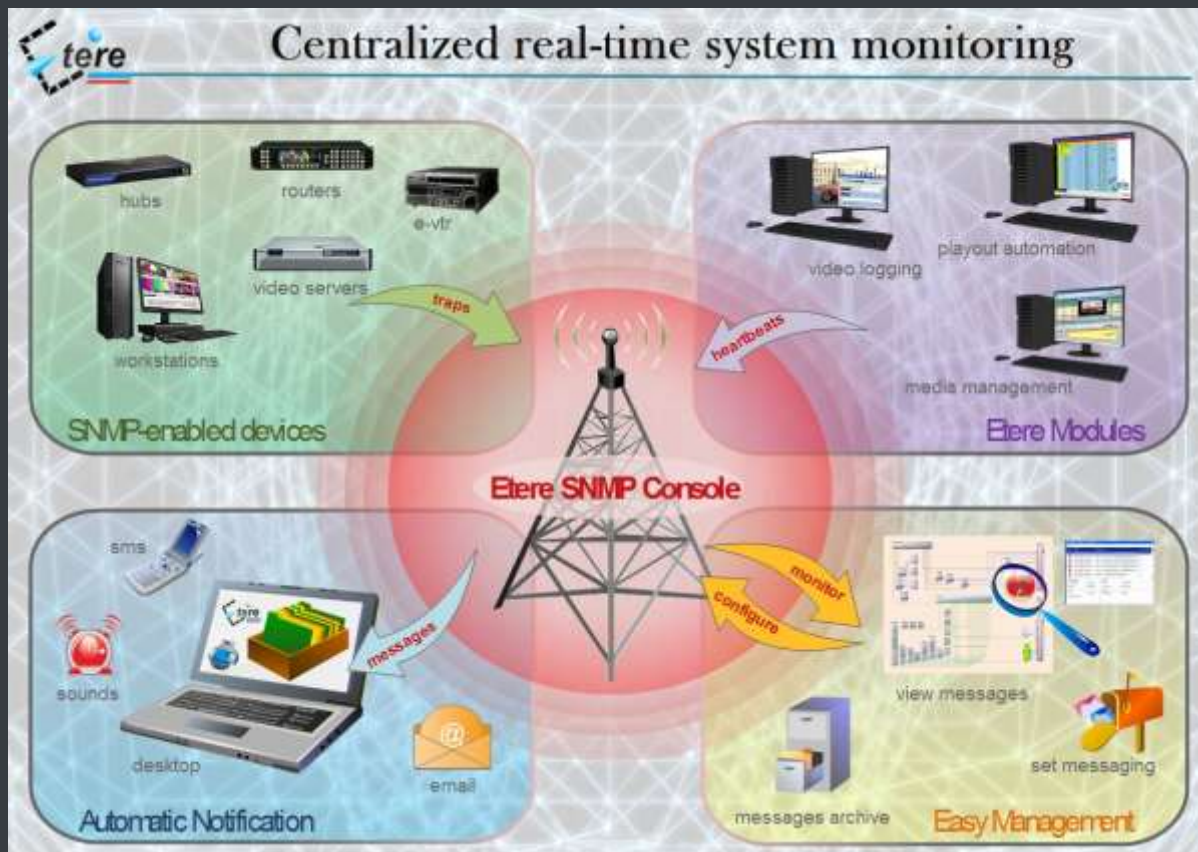 etere
Centralized real-time system monitoring
hubs
routers
e-vtr
video servers
workstations
traps
SNMP-enabled devices
video logging
playout automation
media management
heartbeats
Etere Modules
Etere SNMP Console
sms
sounds
etere
desktop
messages
@
email
Automatic Notification
monitor
configure
view messages
set messaging
messages archive
Easy Management